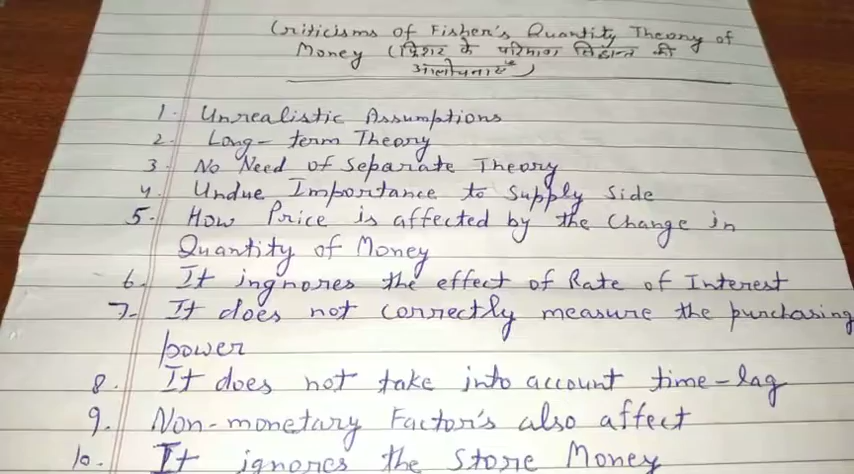 Criticisms of Fisher's Quantity Theory of
Money (फिशर के परिमाण सिद्धान्त की
आलोचनाएँ)
1. Unrealistic Assumptions
2. Long-term Theory
3. No Need of Separate Theory
4. Undue Importance to Supply Side
5. How Price is affected by the Change in
Quantity of Money
6. It ingnores the effect of Rate of Interest
7. It does not correctly measure the purchasing
power
8. It does not take into account time-lag
9. Non-monetary Factor's also affect
10. It ignores the Store Money